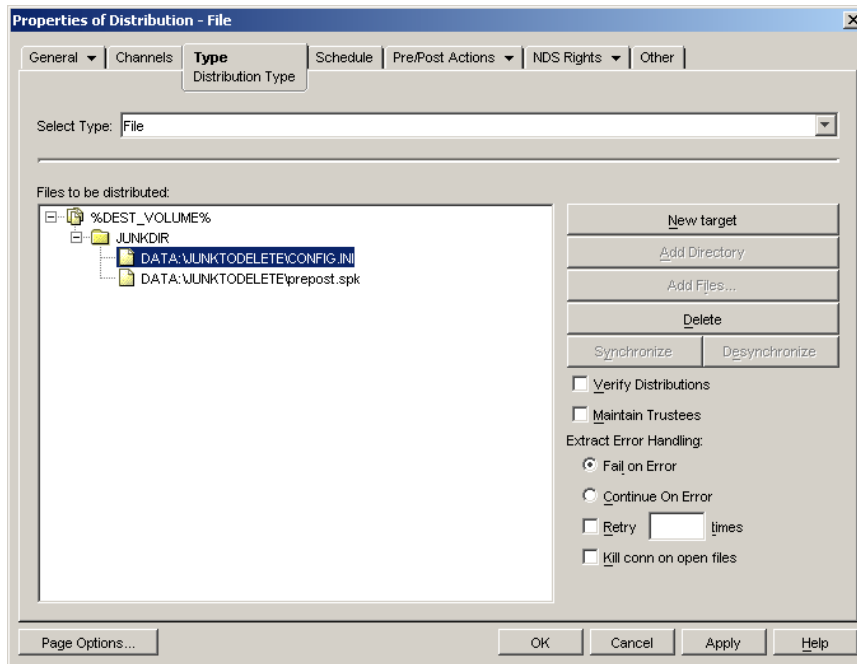 Properties of Distribution - File
General Channels Type Schedule Pre/Post Actions NDS Rights Other
Distribution Type
Select Type: File
Files to be distributed:
%DEST_VOLUME%
JUNKDIR
DATA:\JUNKTODELETE\CONFIG.INI
DATA:\JUNKTODELETE\prepost.spk
New target
Add Directory
Add Files...
Delete
Synchronize Desynchronize
Verify Distributions
Maintain Trustees
Extract Error Handling:
Fail on Error
Continue On Error
Retry times
Kill conn on open files
Page Options... OK Cancel Apply Help